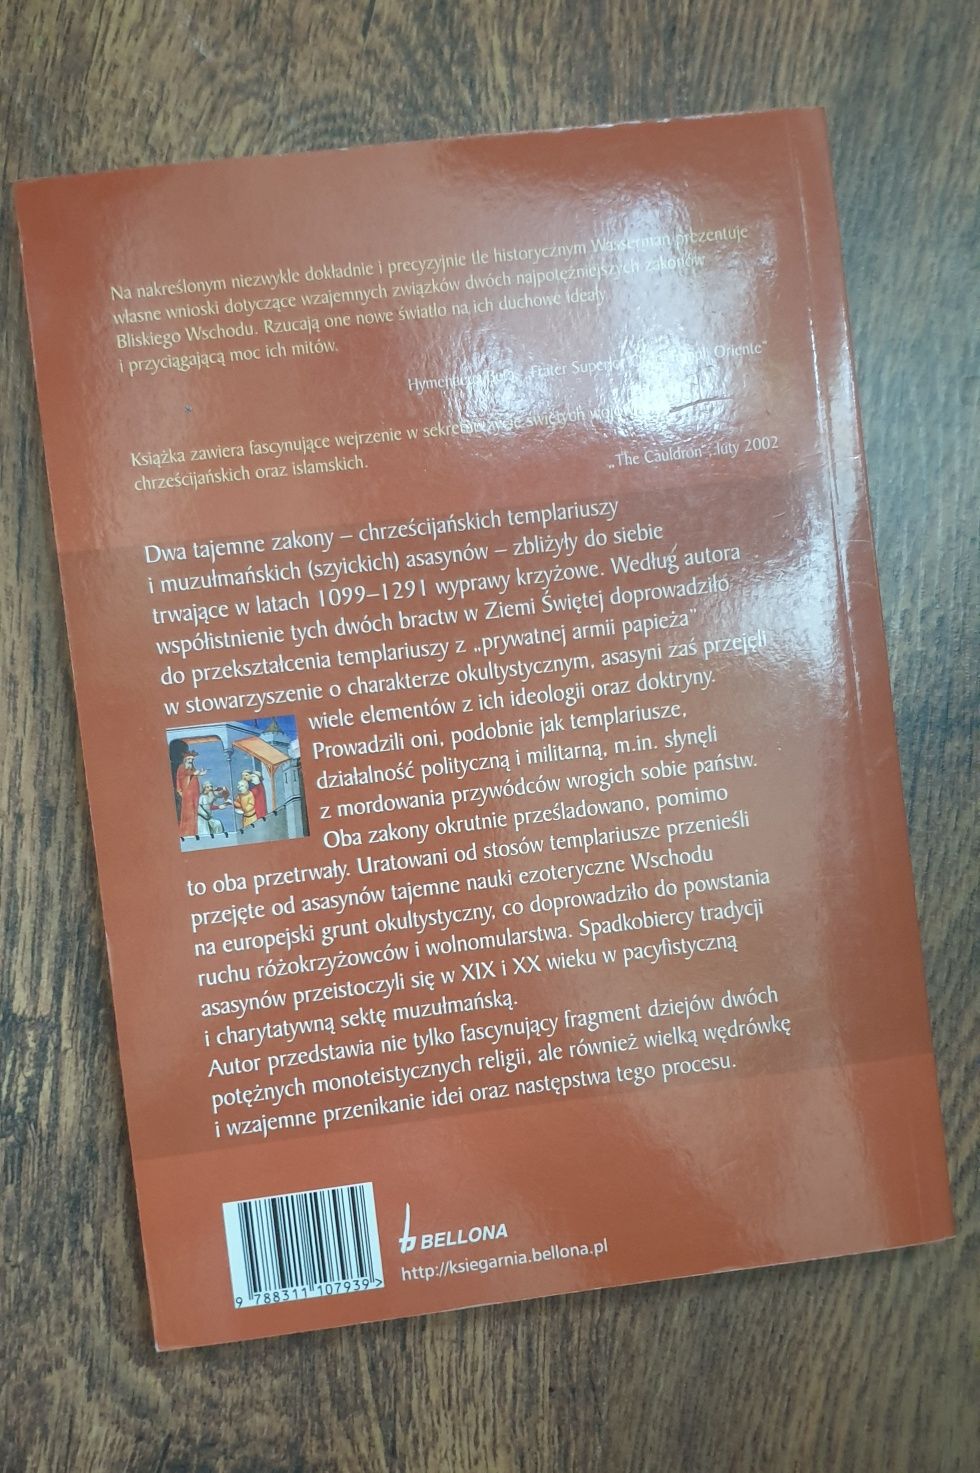 Na nakreślonym niezwykle dokładnie i precyzyjnie tle historycznym Wasserman prezentuje
własne wnioski dotyczące wzajemnych związków dwóch najpotężniejszych zakonów
Bliskiego Wschodu. Rzucają one nowe światło na ich duchowe ideały
i przyciągającą moc ich mitów.
Frater Superior Oriente"
Książka zawiera fascynujące wejrzenie w życie świętych
chrześcijańskich oraz islamskich.
„The Cauldron", luty 2002
Dwa tajemne zakony – chrześcijańskich templariuszy
i muzułmańskich (szyickich) asasynów – zbliżyły do siebie
trwające w latach 1099–1291 wyprawy krzyżowe. Według autora
współistnienie tych dwóch bractw w Ziemi Świętej doprowadziło
do przekształcenia templariuszy z „prywatnej armii papieża"
w stowarzyszenie o charakterze okultystycznym, asasyni zaś przejęli
wiele elementów z ich ideologii oraz doktryny.
Prowadzili oni, podobnie jak templariusze,
działalność polityczną i militarną, m.in. słynęli
z mordowania przywódców wrogich sobie państw.
Oba zakony okrutnie prześladowano, pomimo
to oba przetrwały. Uratowani od stosów templariusze przenieśli
przejęte od asasynów tajemne nauki ezoteryczne Wschodu
na europejski grunt okultystyczny, co doprowadziło do powstania
ruchu różokrzyżowców i wolnomularstwa. Spadkobiercy tradycji
asasynów przeistoczyli się w XIX i XX wieku w pacyfistyczną
i charytatywną sektę muzułmańską.
Autor przedstawia nie tylko fascynujący fragment dziejów dwóch
potężnych monoteistycznych religii, ale również wielką wędrówkę
i wzajemne przenikanie idei oraz następstwa tego procesu.
BELLONA
http://ksiegarnia.bellona.pl
9 788311 107939 >